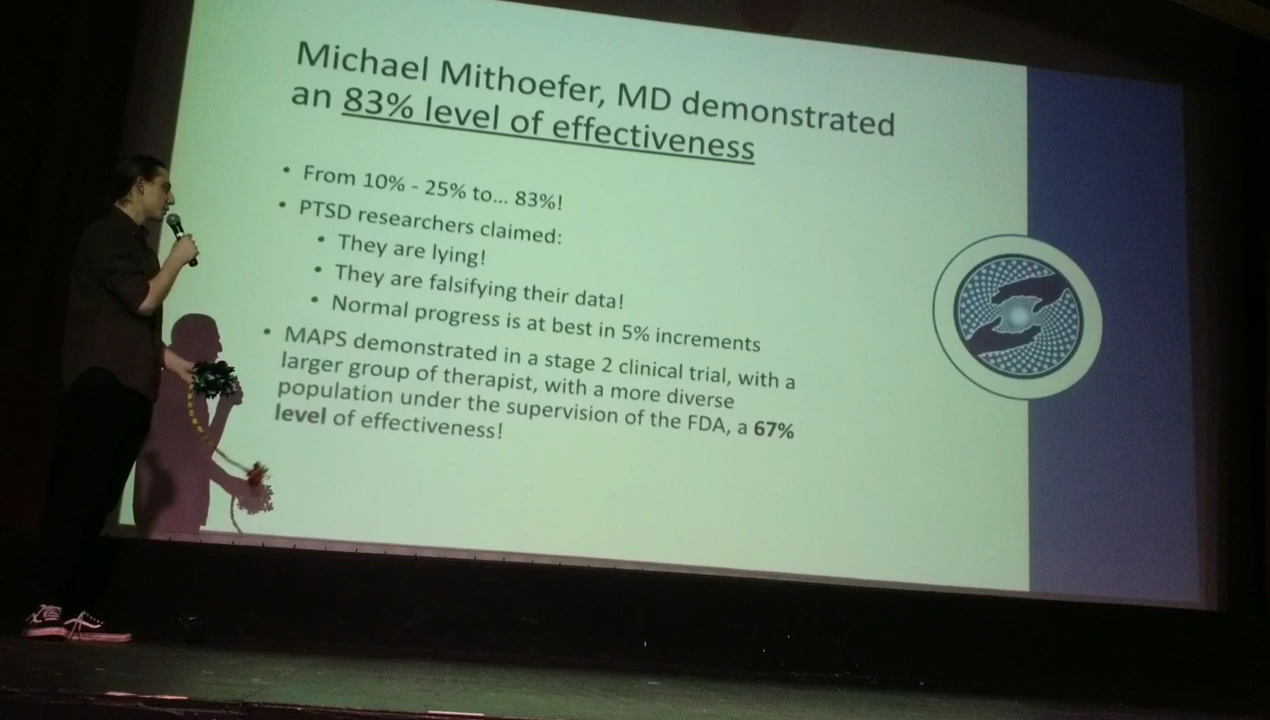 Michael Mithoefer, MD demonstrated
an 83% level of effectiveness
• From 10% - 25% to... 83%!
• PTSD researchers claimed:
• They are lying!
• They are falsifying their data!
• Normal progress is at best in 5% increments
• MAPS demonstrated in a stage 2 clinical trial, with a
larger group of therapist, with a more diverse
population under the supervision of the FDA, a 67%
level of effectiveness!